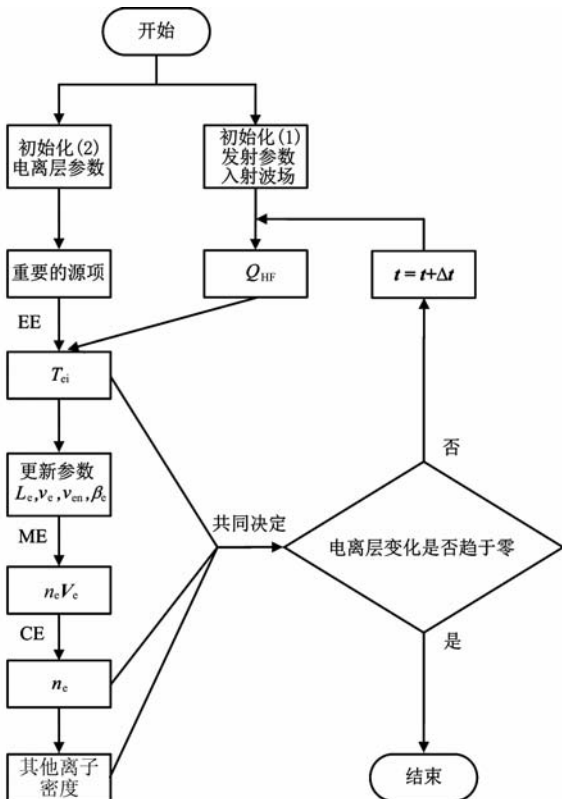 开始
初始化(2)
电离层参数
初始化(1)
发射参数
入射波场
重要的源项
Q_HF
t = t+Δt
EE
T_ei
更新参数
L_e,ν_e,ν_en,β_e
ME
共同决定
电离层变化是否趋于零
否
是
n_eV_e
CE
n_e
其他离子
密度
结束